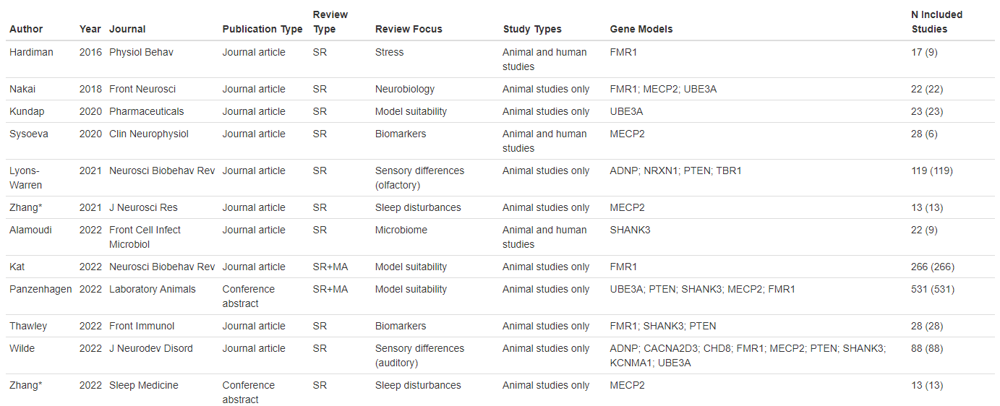 Author Year Journal Publication Type Review Type Review Focus Study Types Gene Models N Included Studies
Hardiman 2016 Physiol Behav Journal article SR Stress Animal and human studies FMR1 17 (9)
Nakai 2018 Front Neurosci Journal article SR Neurobiology Animal studies only FMR1; MECP2; UBE3A 22 (22)
Kundap 2020 Pharmaceuticals Journal article SR Model suitability Animal studies only UBE3A 23 (23)
Sysoeva 2020 Clin Neurophysiol Journal article SR Biomarkers Animal and human studies MECP2 28 (6)
Lyons-Warren 2021 Neurosci Biobehav Rev Journal article SR Sensory differences (olfactory) Animal studies only ADNP; NRXN1; PTEN; TBR1 119 (119)
Zhang* 2021 J Neurosci Res Journal article SR Sleep disturbances Animal studies only MECP2 13 (13)
Alamoudi 2022 Front Cell Infect Microbiol Journal article SR Microbiome Animal and human studies SHANK3 22 (9)
Kat 2022 Neurosci Biobehav Rev Journal article SR+MA Model suitability Animal studies only FMR1 266 (266)
Panzenhagen 2022 Laboratory Animals Conference abstract SR+MA Model suitability Animal studies only UBE3A; PTEN; SHANK3; MECP2; FMR1 531 (531)
Thawley 2022 Front Immunol Journal article SR Biomarkers Animal studies only FMR1; SHANK3; PTEN 28 (28)
Wilde 2022 J Neurodev Disord Journal article SR Sensory differences (auditory) Animal studies only ADNP; CACNA2D3; CHD8; FMR1; MECP2; PTEN; SHANK3; KCNMA1; UBE3A 88 (88)
Zhang* 2022 Sleep Medicine Conference abstract SR Sleep disturbances Animal studies only MECP2 13 (13)